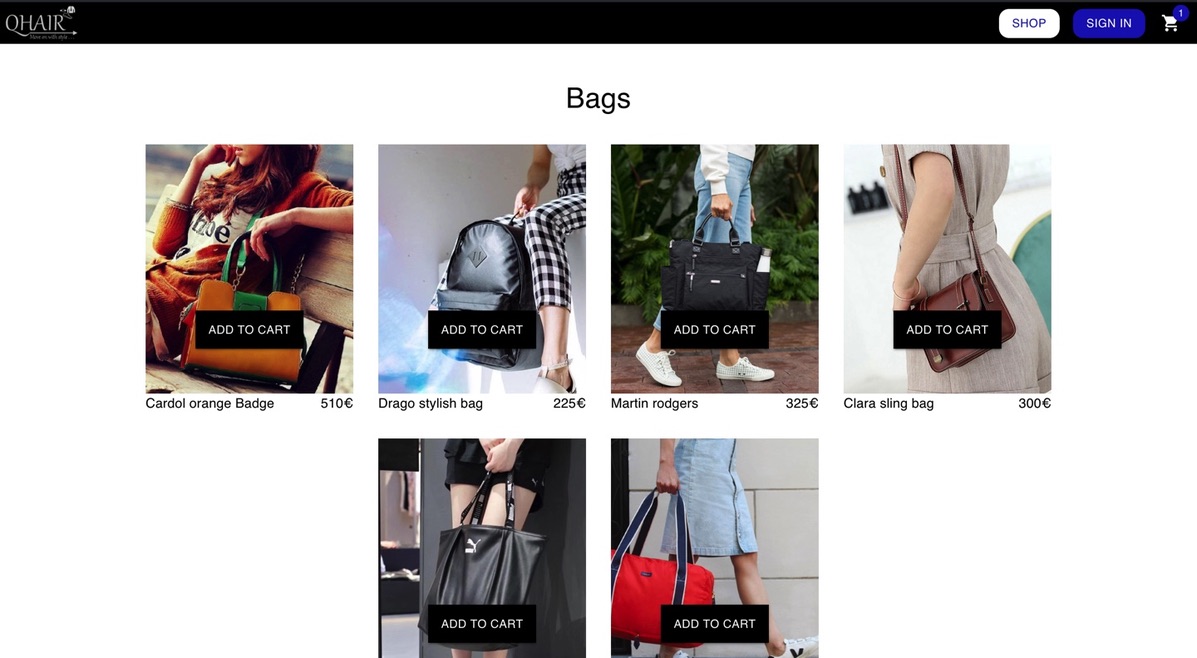 QHAIR
Move on with style
SHOP
SIGN IN
1
Bags
hloé
ADD TO CART
ADD TO CART
ADD TO CART
ADD TO CART
Cardol orange Badge 510€
Drago stylish bag 225€
Martin rodgers 325€
Clara sling bag 300€
ADD TO CART
ADD TO CART